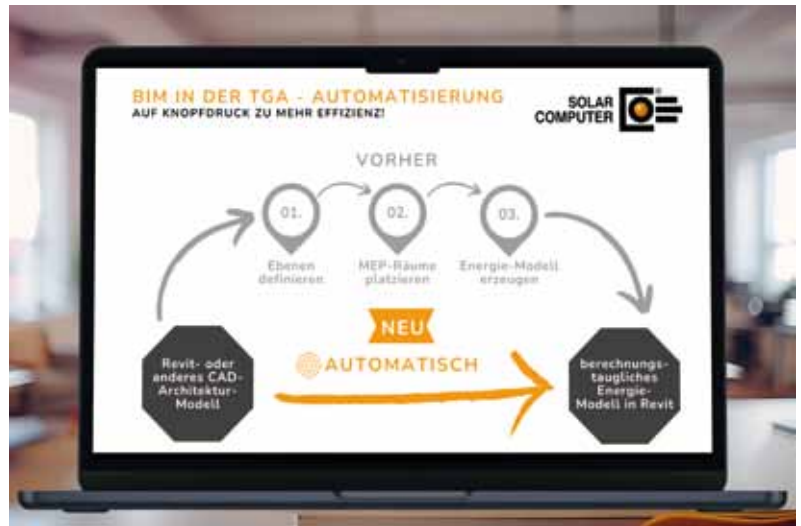 BIM IN DER TGA - AUTOMATISIERUNG
AUF KNOPFDRUCK ZU MEHR EFFIZIENZ!
SOLAR
COMPUTER
VORHER
01.
02.
03.
Ebenen
definieren
MEP-Räume
platzieren
Energie-Modell
erzeugen
NEU
AUTOMATISCH
Revit- oder
anderes CAD-
Architektur-
Modell
berechnungs-
taugliches
Energie-
Modell in Revit